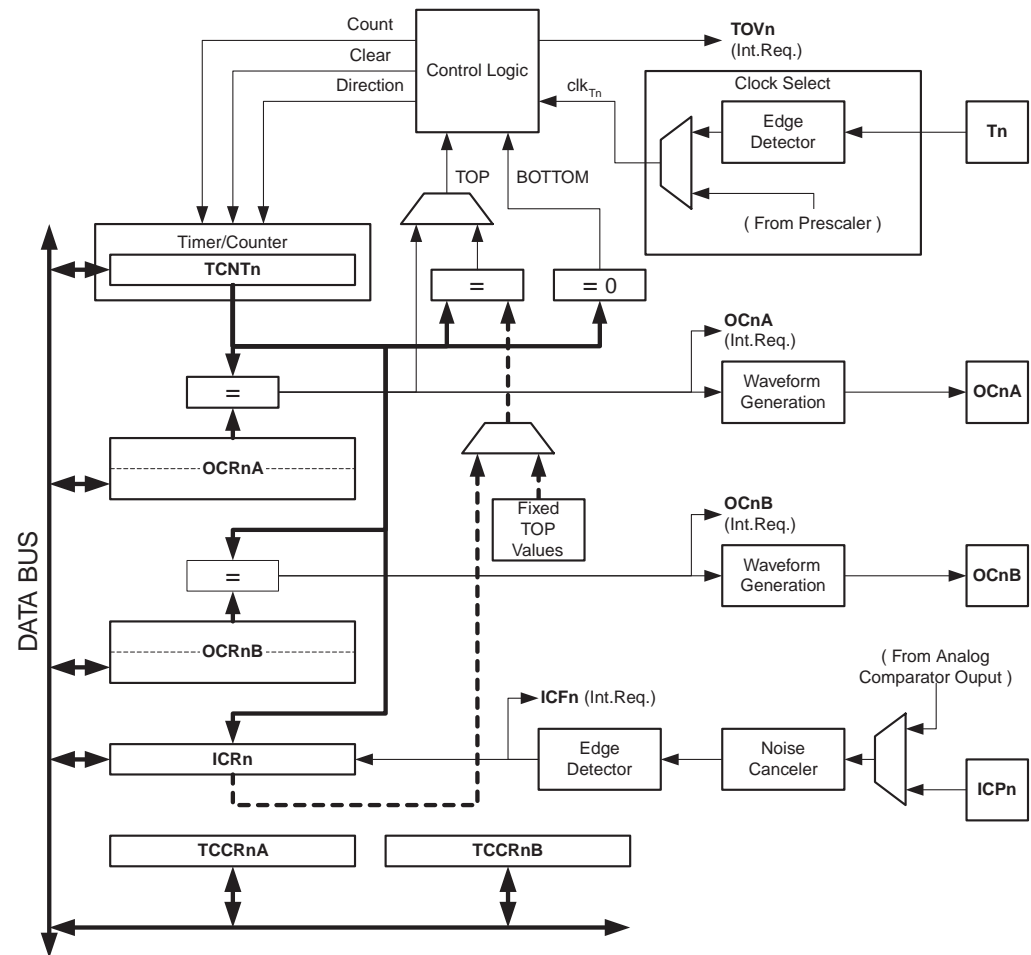 Count
Clear
Direction
Control Logic
TOVn
(Int.Req.)
clkTn
Clock Select
Edge
Detector
Tn
( From Prescaler )
TOP
BOTTOM
Timer/Counter
TCNTn
=
= 0
OCnA
(Int.Req.)
=
Waveform
Generation
OCnA
OCRnA
Fixed
TOP
Values
OCnB
(Int.Req.)
=
Waveform
Generation
OCnB
OCRnB
DATA BUS
( From Analog
Comparator Ouput )
ICFn (Int.Req.)
ICRn
Edge
Detector
Noise
Canceler
ICPn
TCCRnA
TCCRnB